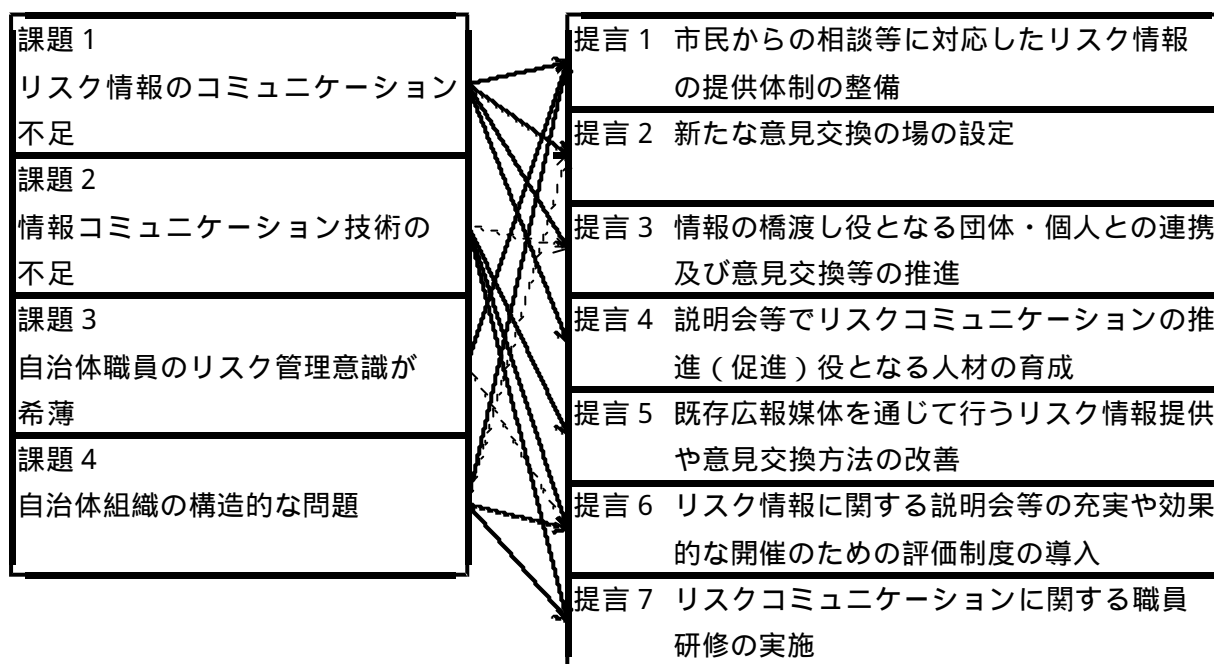 課題１
リスク情報のコミュニケーション
不足
課題２
情報コミュニケーション技術の
不足
課題３
自治体職員のリスク管理意識が
希薄
課題４
自治体組織の構造的な問題
提言１ 市民からの相談等に対応したリスク情報
の提供体制の整備
提言２ 新たな意見交換の場の設定
提言３ 情報の橋渡し役となる団体・個人との連携
及び意見交換等の推進
提言４ 説明会等でリスクコミュニケーションの推
進（促進）役となる人材の育成
提言５ 既存広報媒体を通じて行うリスク情報提供
や意見交換方法の改善
提言６ リスク情報に関する説明会等の充実や効果
的な開催のための評価制度の導入
提言７ リスクコミュニケーションに関する職員
研修の実施